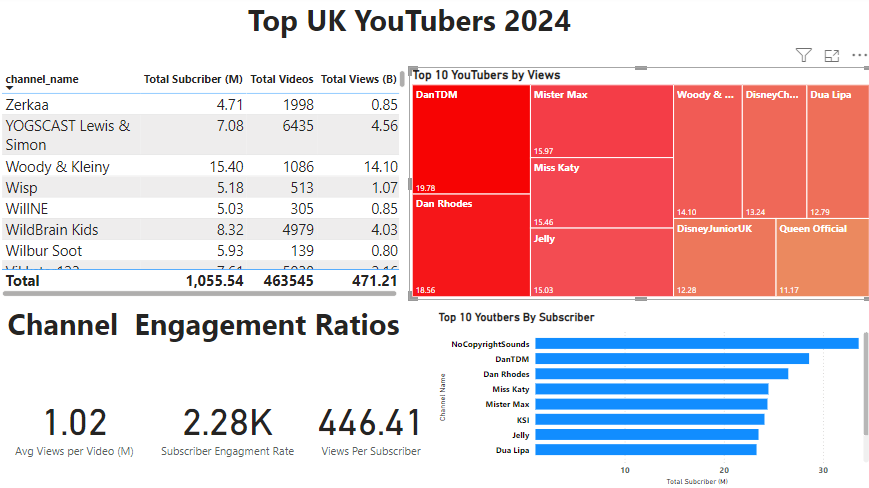 Top UK YouTubers 2024
channel_name Total Subcriber (M) Total Videos Total Views (B)
Zerkaa 4.71 1998 0.85
YOGSCAST Lewis & 7.08 6435 4.56
Simon
Woody & Kleiny 15.40 1086 14.10
Wisp 5.18 513 1.07
WillNE 5.03 305 0.85
WildBrain Kids 8.32 4979 4.03
Wilbur Soot 5.93 139 0.80
Total 1,055.54 463545 471.21
Top 10 YouTubers by Views
DanTDM
19.78
Dan Rhodes
18.56
Mister Max
15.97
Miss Katy
15.46
Jelly
15.03
Woody & ...
14.10
DisneyCh...
13.24
Dua Lipa
12.79
DisneyJuniorUK
12.28
Queen Official
11.17
Channel Engagement Ratios
1.02
Avg Views per Video (M)
2.28K
Subscriber Engagment Rate
446.41
Views Per Subscriber
Top 10 Youtbers By Subscriber
Channel Name
NoCopyrightSounds
DanTDM
Dan Rhodes
Miss Katy
Mister Max
KSI
Jelly
Dua Lipa
10 20 30
Total Subcriber (M)